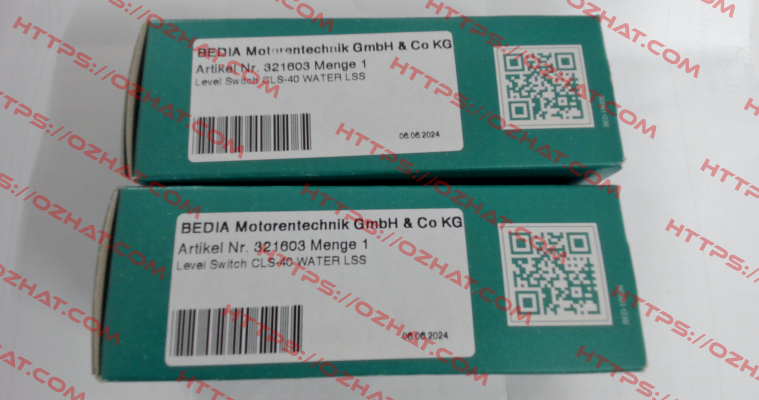 BEDIA Motorentechnik GmbH & Co KG
Artikel Nr. 321603 Menge 1
Level Switch CLS-40 WATER LSS
06.06.2024
BEDIA Motorentechnik GmbH & Co KG
Artikel Nr. 321603 Menge 1
Level Switch CLS-40 WATER LSS
06.06.2024
HTTPS://OZHAT.COM